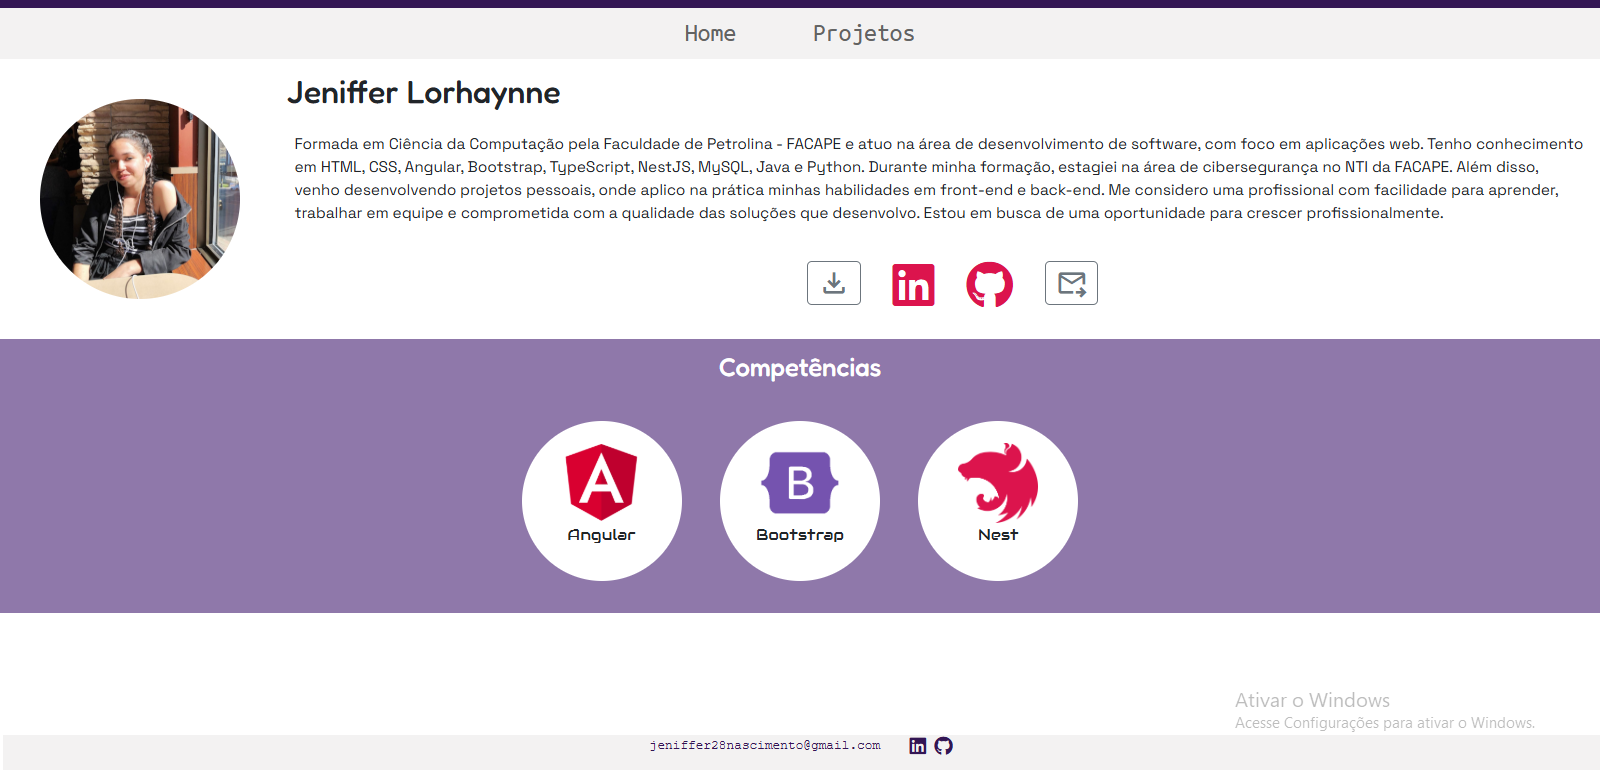 Home Projetos
Jeniffer Lorhaynne
Formada em Ciência da Computação pela Faculdade de Petrolina - FACAPE e atuo na área de desenvolvimento de software, com foco em aplicações web. Tenho conhecimento
em HTML, CSS, Angular, Bootstrap, TypeScript, NestJS, MySQL, Java e Python. Durante minha formação, estagiei na área de cibersegurança no NTI da FACAPE. Além disso,
venho desenvolvendo projetos pessoais, onde aplico na prática minhas habilidades em front-end e back-end. Me considero uma profissional com facilidade para aprender,
trabalhar em equipe e comprometida com a qualidade das soluções que desenvolvo. Estou em busca de uma oportunidade para crescer profissionalmente.
in
Competências
A B
Angular Bootstrap Nest
Ativar o Windows
Acesse Configurações para ativar o Windows.
jeniffer28nascimento@gmail.com in